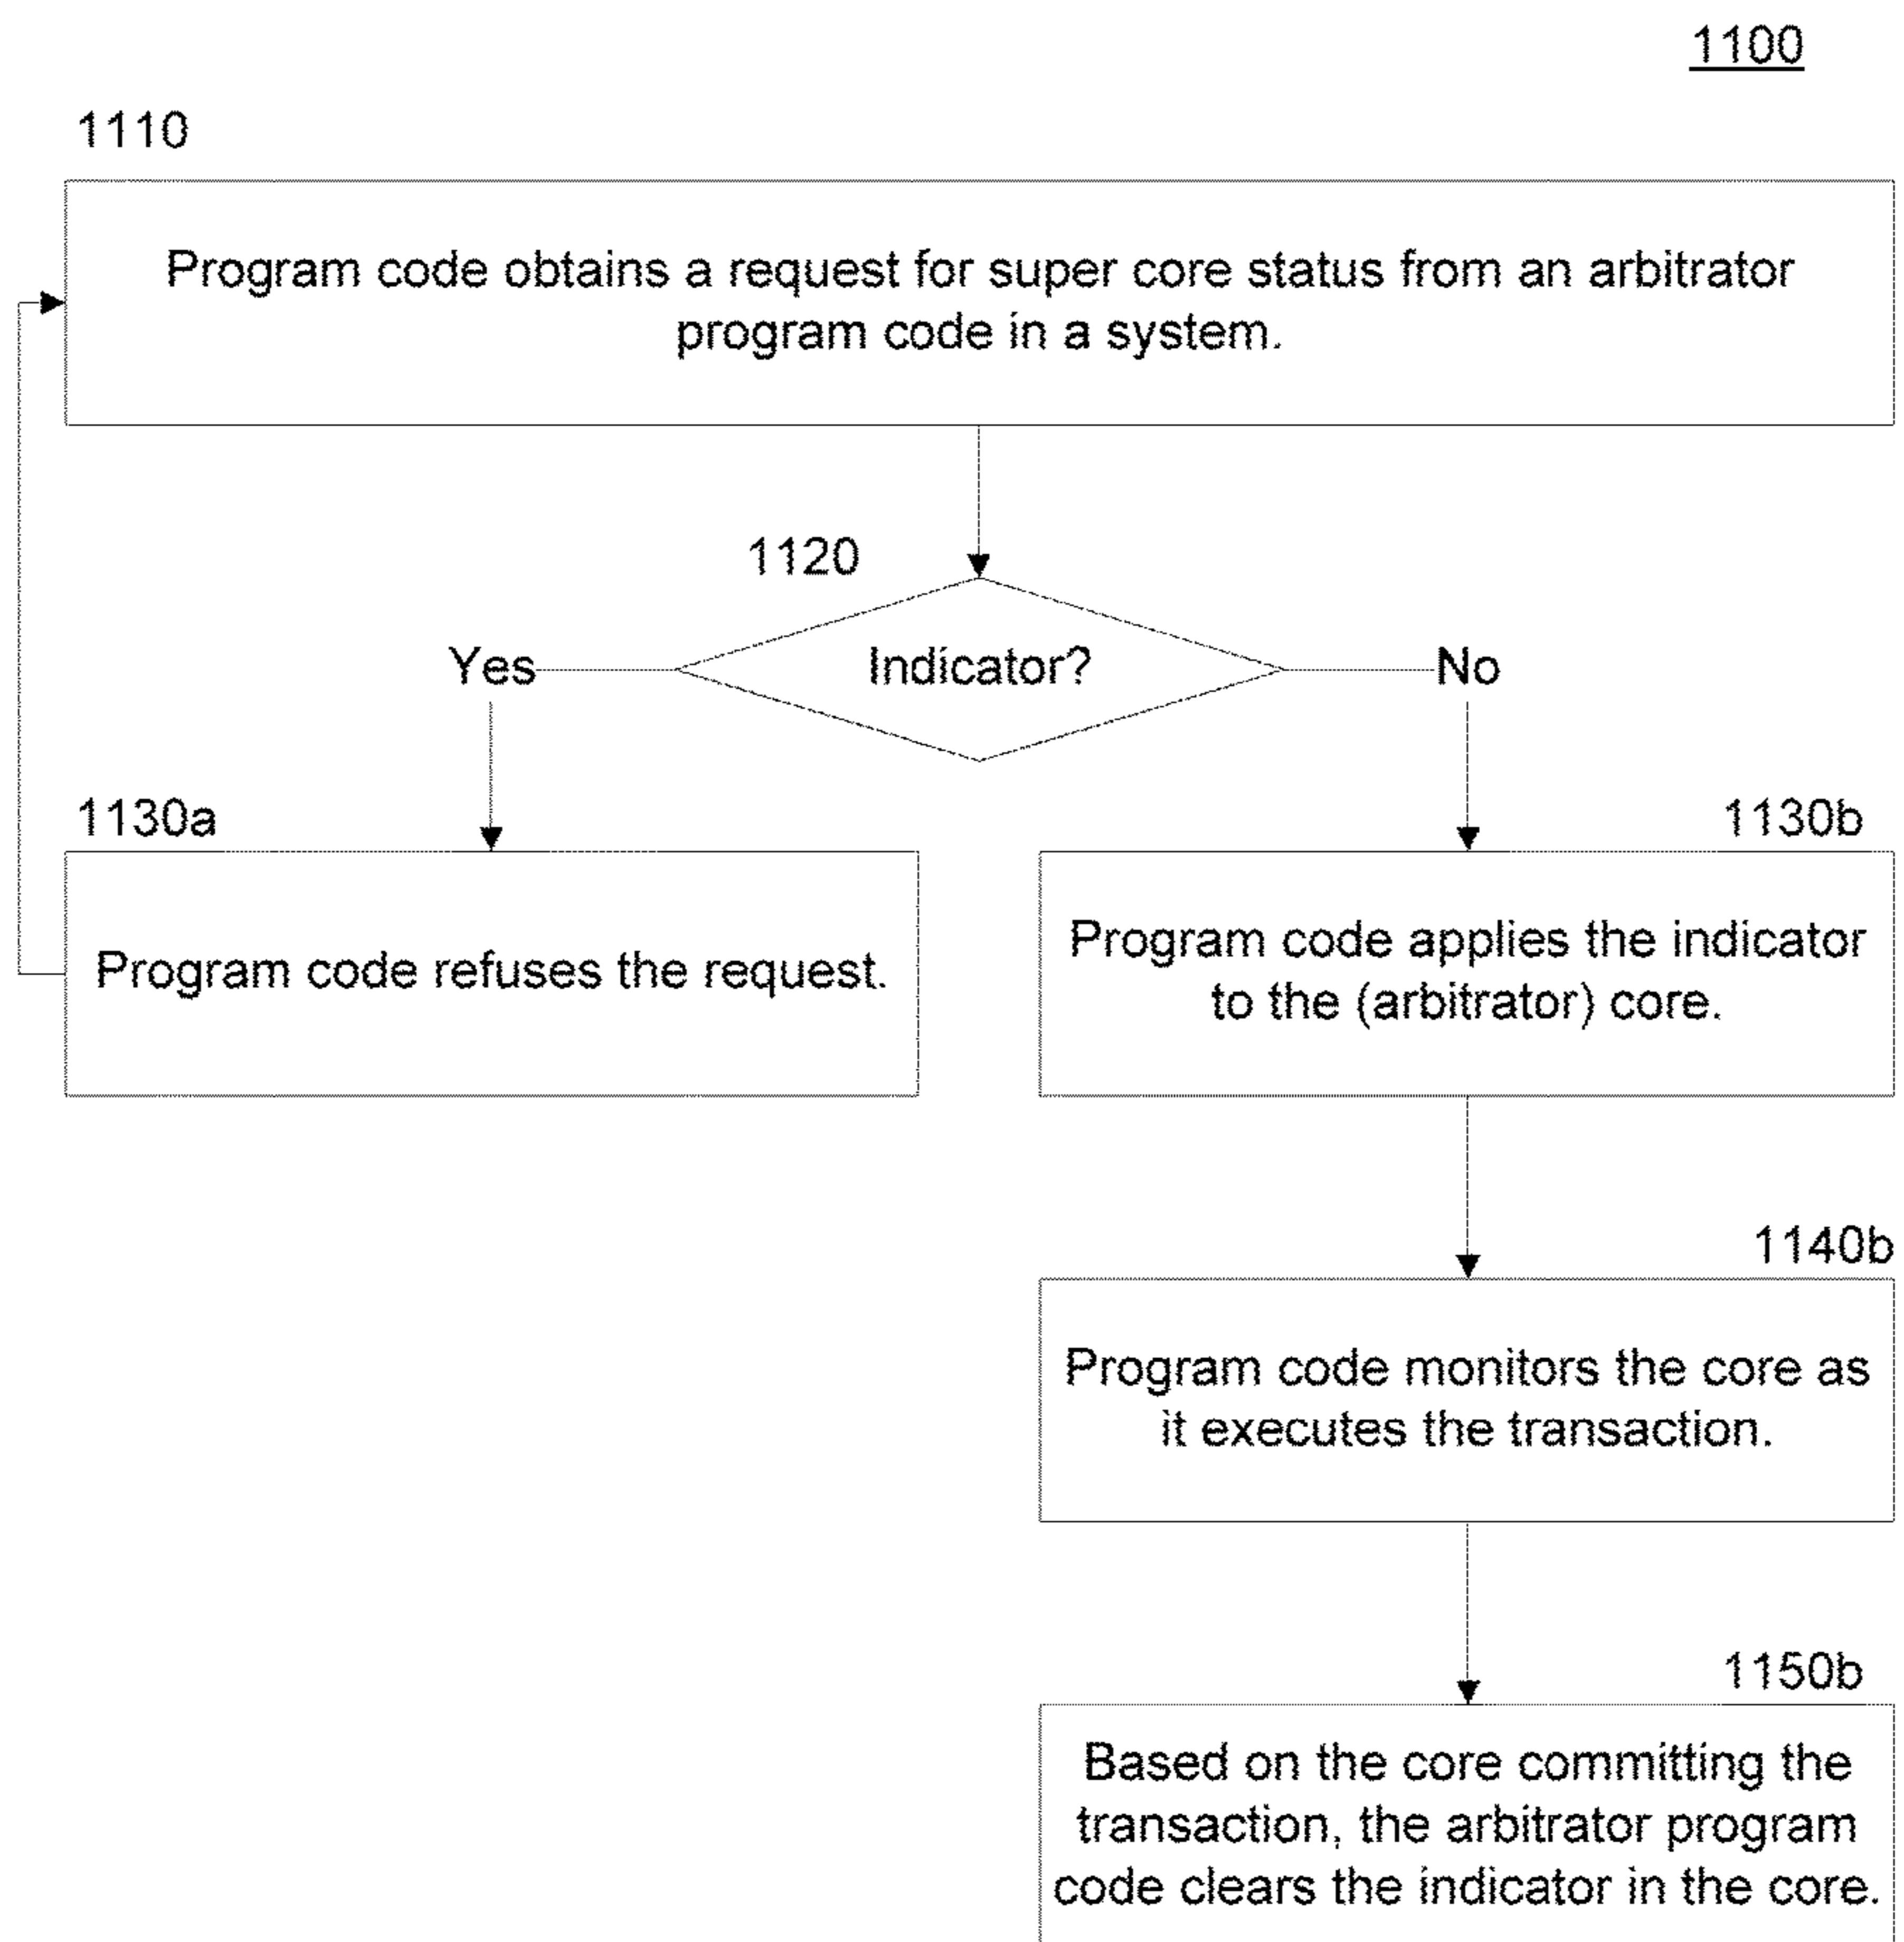 1100
1110
Program code obtains a request for super core status from an arbitrator
program code in a system.
1120
Yes
Indicator?
No
1130a
Program code refuses the request.
1130b
Program code applies the indicator
to the (arbitrator) core.
1140b
Program code monitors the core as
it executes the transaction.
1150b
Based on the core committing the
transaction, the arbitrator program
code clears the indicator in the core.